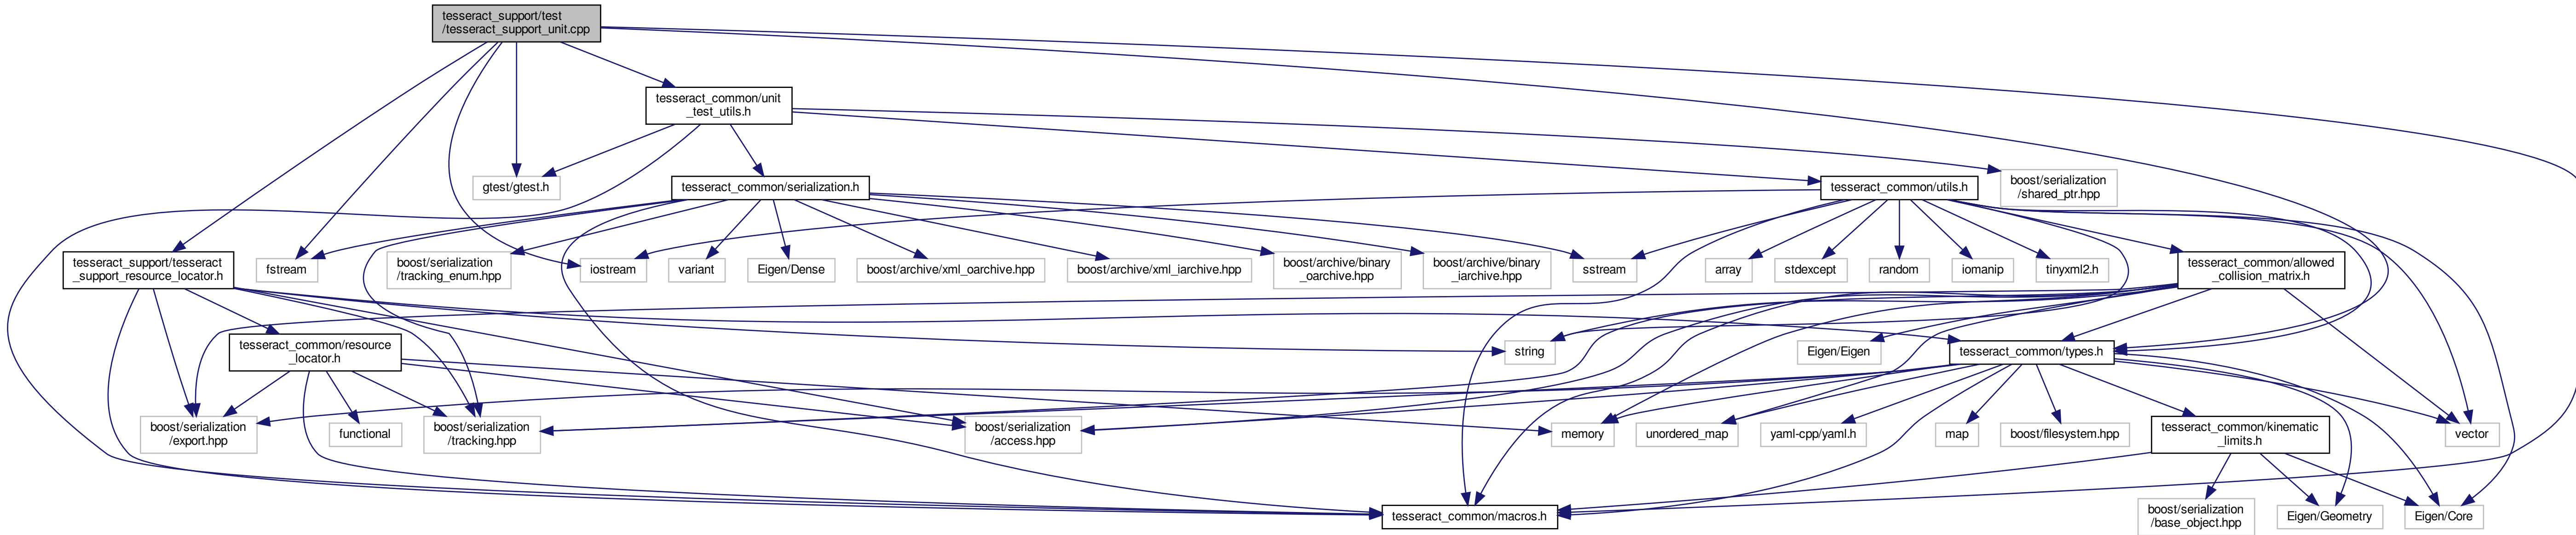 tesseract_support/test
/tesseract_support_unit.cpp
tesseract_common/unit
_test_utils.h
gtest/gtest.h
tesseract_common/serialization.h
tesseract_common/utils.h
boost/serialization
/shared_ptr.hpp
tesseract_support/tesseract
_support_resource_locator.h
fstream
boost/serialization
/tracking_enum.hpp
iostream
variant
Eigen/Dense
boost/archive/xml_oarchive.hpp
boost/archive/xml_iarchive.hpp
boost/archive/binary
_oarchive.hpp
boost/archive/binary
_iarchive.hpp
sstream
array
stdexcept
random
iomanip
tinyxml2.h
tesseract_common/allowed
_collision_matrix.h
tesseract_common/resource
_locator.h
string
Eigen/Eigen
tesseract_common/types.h
boost/serialization
/export.hpp
functional
boost/serialization
/tracking.hpp
boost/serialization
/access.hpp
memory
unordered_map
yaml-cpp/yaml.h
map
boost/filesystem.hpp
tesseract_common/kinematic
_limits.h
vector
tesseract_common/macros.h
boost/serialization
/base_object.hpp
Eigen/Geometry
Eigen/Core